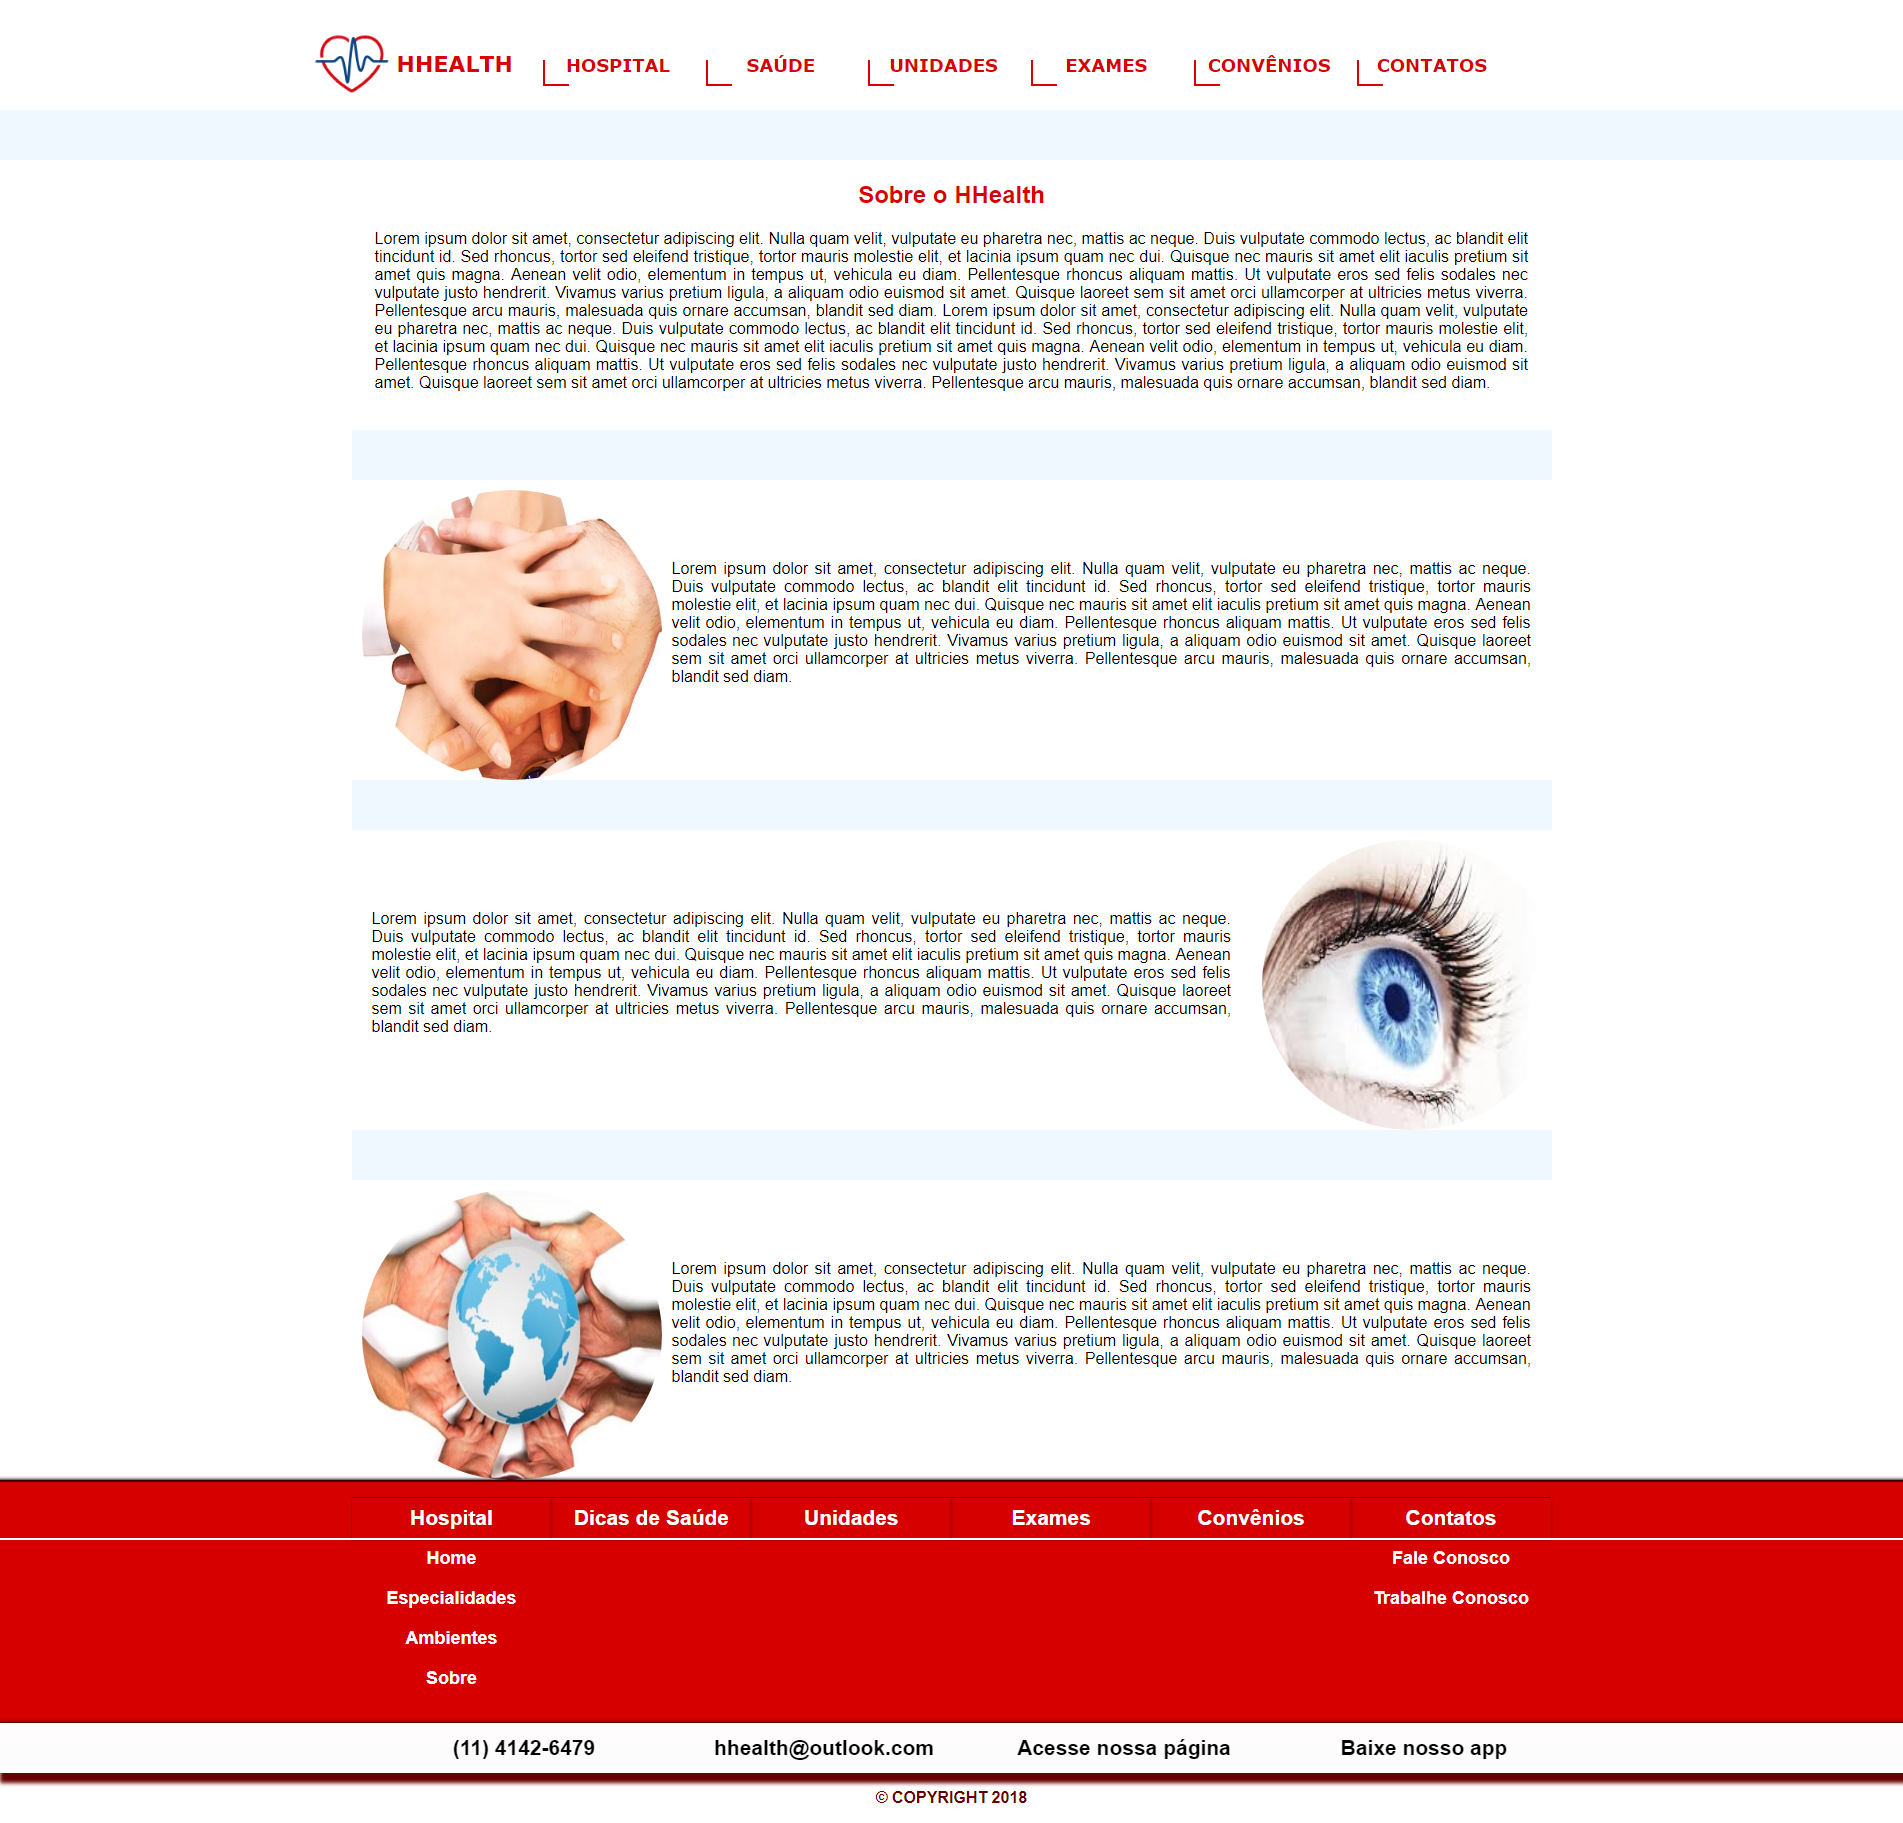 HHEALTH HOSPITAL SAÚDE UNIDADES EXAMES CONVÊNIOS CONTATOS
Sobre o HHealth
Lorem ipsum dolor sit amet, consectetur adipiscing elit. Nulla quam velit, vulputate eu pharetra nec, mattis ac neque. Duis vulputate commodo lectus, ac blandit elit
tincidunt id. Sed rhoncus, tortor sed eleifend tristique, tortor mauris molestie elit, et lacinia ipsum quam nec dui. Quisque nec mauris sit amet elit iaculis pretium sit
amet quis magna. Aenean velit odio, elementum in tempus ut, vehicula eu diam. Pellentesque rhoncus aliquam mattis. Ut vulputate eros sed felis sodales nec
vulputate justo hendrerit. Vivamus varius pretium ligula, a aliquam odio euismod sit amet. Quisque laoreet sem sit amet orci ullamcorper at ultricies metus viverra.
Pellentesque arcu mauris, malesuada quis ornare accumsan, blandit sed diam. Lorem ipsum dolor sit amet, consectetur adipiscing elit. Nulla quam velit, vulputate
eu pharetra nec, mattis ac neque. Duis vulputate commodo lectus, ac blandit elit tincidunt id. Sed rhoncus, tortor sed eleifend tristique, tortor mauris molestie elit,
et lacinia ipsum quam nec dui. Quisque nec mauris sit amet elit iaculis pretium sit amet quis magna. Aenean velit odio, elementum in tempus ut, vehicula eu diam.
Pellentesque rhoncus aliquam mattis. Ut vulputate eros sed felis sodales nec vulputate justo hendrerit. Vivamus varius pretium ligula, a aliquam odio euismod sit
amet. Quisque laoreet sem sit amet orci ullamcorper at ultricies metus viverra. Pellentesque arcu mauris, malesuada quis ornare accumsan, blandit sed diam.
Lorem ipsum dolor sit amet, consectetur adipiscing elit. Nulla quam velit, vulputate eu pharetra nec, mattis ac neque.
Duis vulputate commodo lectus, ac blandit elit tincidunt id. Sed rhoncus, tortor sed eleifend tristique, tortor mauris
molestie elit, et lacinia ipsum quam nec dui. Quisque nec mauris sit amet elit iaculis pretium sit amet quis magna. Aenean
velit odio, elementum in tempus ut, vehicula eu diam. Pellentesque rhoncus aliquam mattis. Ut vulputate eros sed felis
sodales nec vulputate justo hendrerit. Vivamus varius pretium ligula, a aliquam odio euismod sit amet. Quisque laoreet
sem sit amet orci ullamcorper at ultricies metus viverra. Pellentesque arcu mauris, malesuada quis ornare accumsan,
blandit sed diam.
Lorem ipsum dolor sit amet, consectetur adipiscing elit. Nulla quam velit, vulputate eu pharetra nec, mattis ac neque.
Duis vulputate commodo lectus, ac blandit elit tincidunt id. Sed rhoncus, tortor sed eleifend tristique, tortor mauris
molestie elit, et lacinia ipsum quam nec dui. Quisque nec mauris sit amet elit iaculis pretium sit amet quis magna. Aenean
velit odio, elementum in tempus ut, vehicula eu diam. Pellentesque rhoncus aliquam mattis. Ut vulputate eros sed felis
sodales nec vulputate justo hendrerit. Vivamus varius pretium ligula, a aliquam odio euismod sit amet. Quisque laoreet
sem sit amet orci ullamcorper at ultricies metus viverra. Pellentesque arcu mauris, malesuada quis ornare accumsan,
blandit sed diam.
Lorem ipsum dolor sit amet, consectetur adipiscing elit. Nulla quam velit, vulputate eu pharetra nec, mattis ac neque.
Duis vulputate commodo lectus, ac blandit elit tincidunt id. Sed rhoncus, tortor sed eleifend tristique, tortor mauris
molestie elit, et lacinia ipsum quam nec dui. Quisque nec mauris sit amet elit iaculis pretium sit amet quis magna. Aenean
velit odio, elementum in tempus ut, vehicula eu diam. Pellentesque rhoncus aliquam mattis. Ut vulputate eros sed felis
sodales nec vulputate justo hendrerit. Vivamus varius pretium ligula, a aliquam odio euismod sit amet. Quisque laoreet
sem sit amet orci ullamcorper at ultricies metus viverra. Pellentesque arcu mauris, malesuada quis ornare accumsan,
blandit sed diam.
Hospital Dicas de Saúde Unidades Exames Convênios Contatos
Home Fale Conosco
Especialidades Trabalhe Conosco
Ambientes
Sobre
(11) 4142-6479 hhealth@outlook.com Acesse nossa página Baixe nosso app
© COPYRIGHT 2018